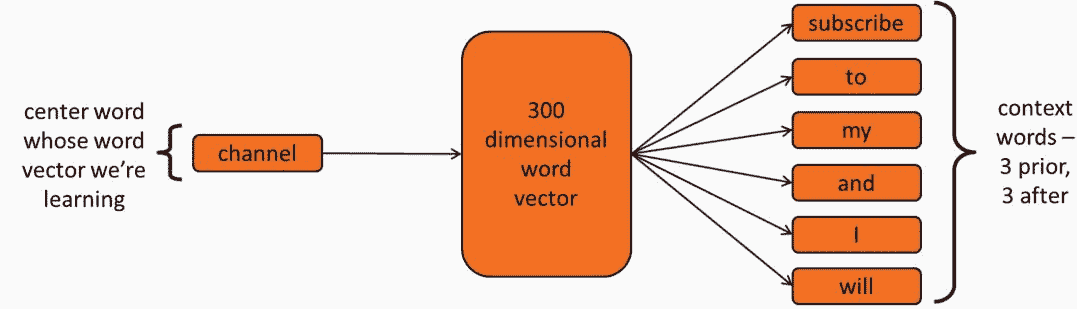 center word
whose word
vector we're
learning
channel
300
dimensional
word
vector
subscribe
to
my
and
I
will
context
words –
3 prior,
3 after